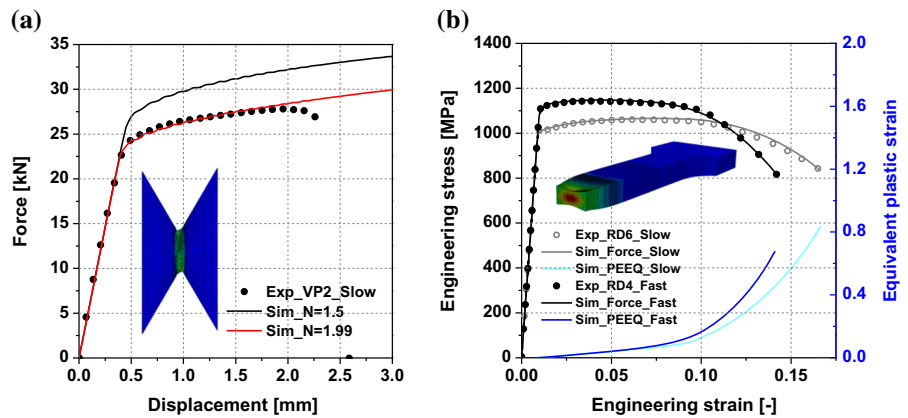 (a)
35
30
25
20
15
10
5
0
Force [kN]
0.0 0.5 1.0 1.5 2.0 2.5 3.0
Displacement [mm]
Exp_VP2_Slow
Sim_N=1.5
Sim_N=1.99
(b)
1400
1200
1000
800
600
400
200
0
Engineering stress [MPa]
0.00 0.05 0.10 0.15
Engineering strain [-]
2.0
1.6
1.2
0.8
0.4
0.0
Equivalent plastic strain
Exp_RD6_Slow
Sim_Force_Slow
Sim_PEEQ_Slow
Exp_RD4_Fast
Sim_Force_Fast
Sim_PEEQ_Fast